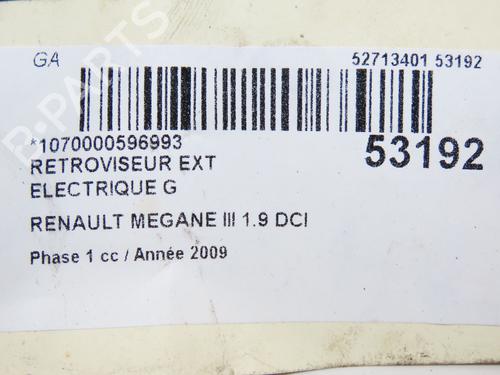 GA
52713401 53192
*1070000596993
53192
RETROVISEUR EXT
ELECTRIQUE G
RENAULT MEGANE III 1.9 DCI
Phase 1 cc / Année 2009
B-PARTS